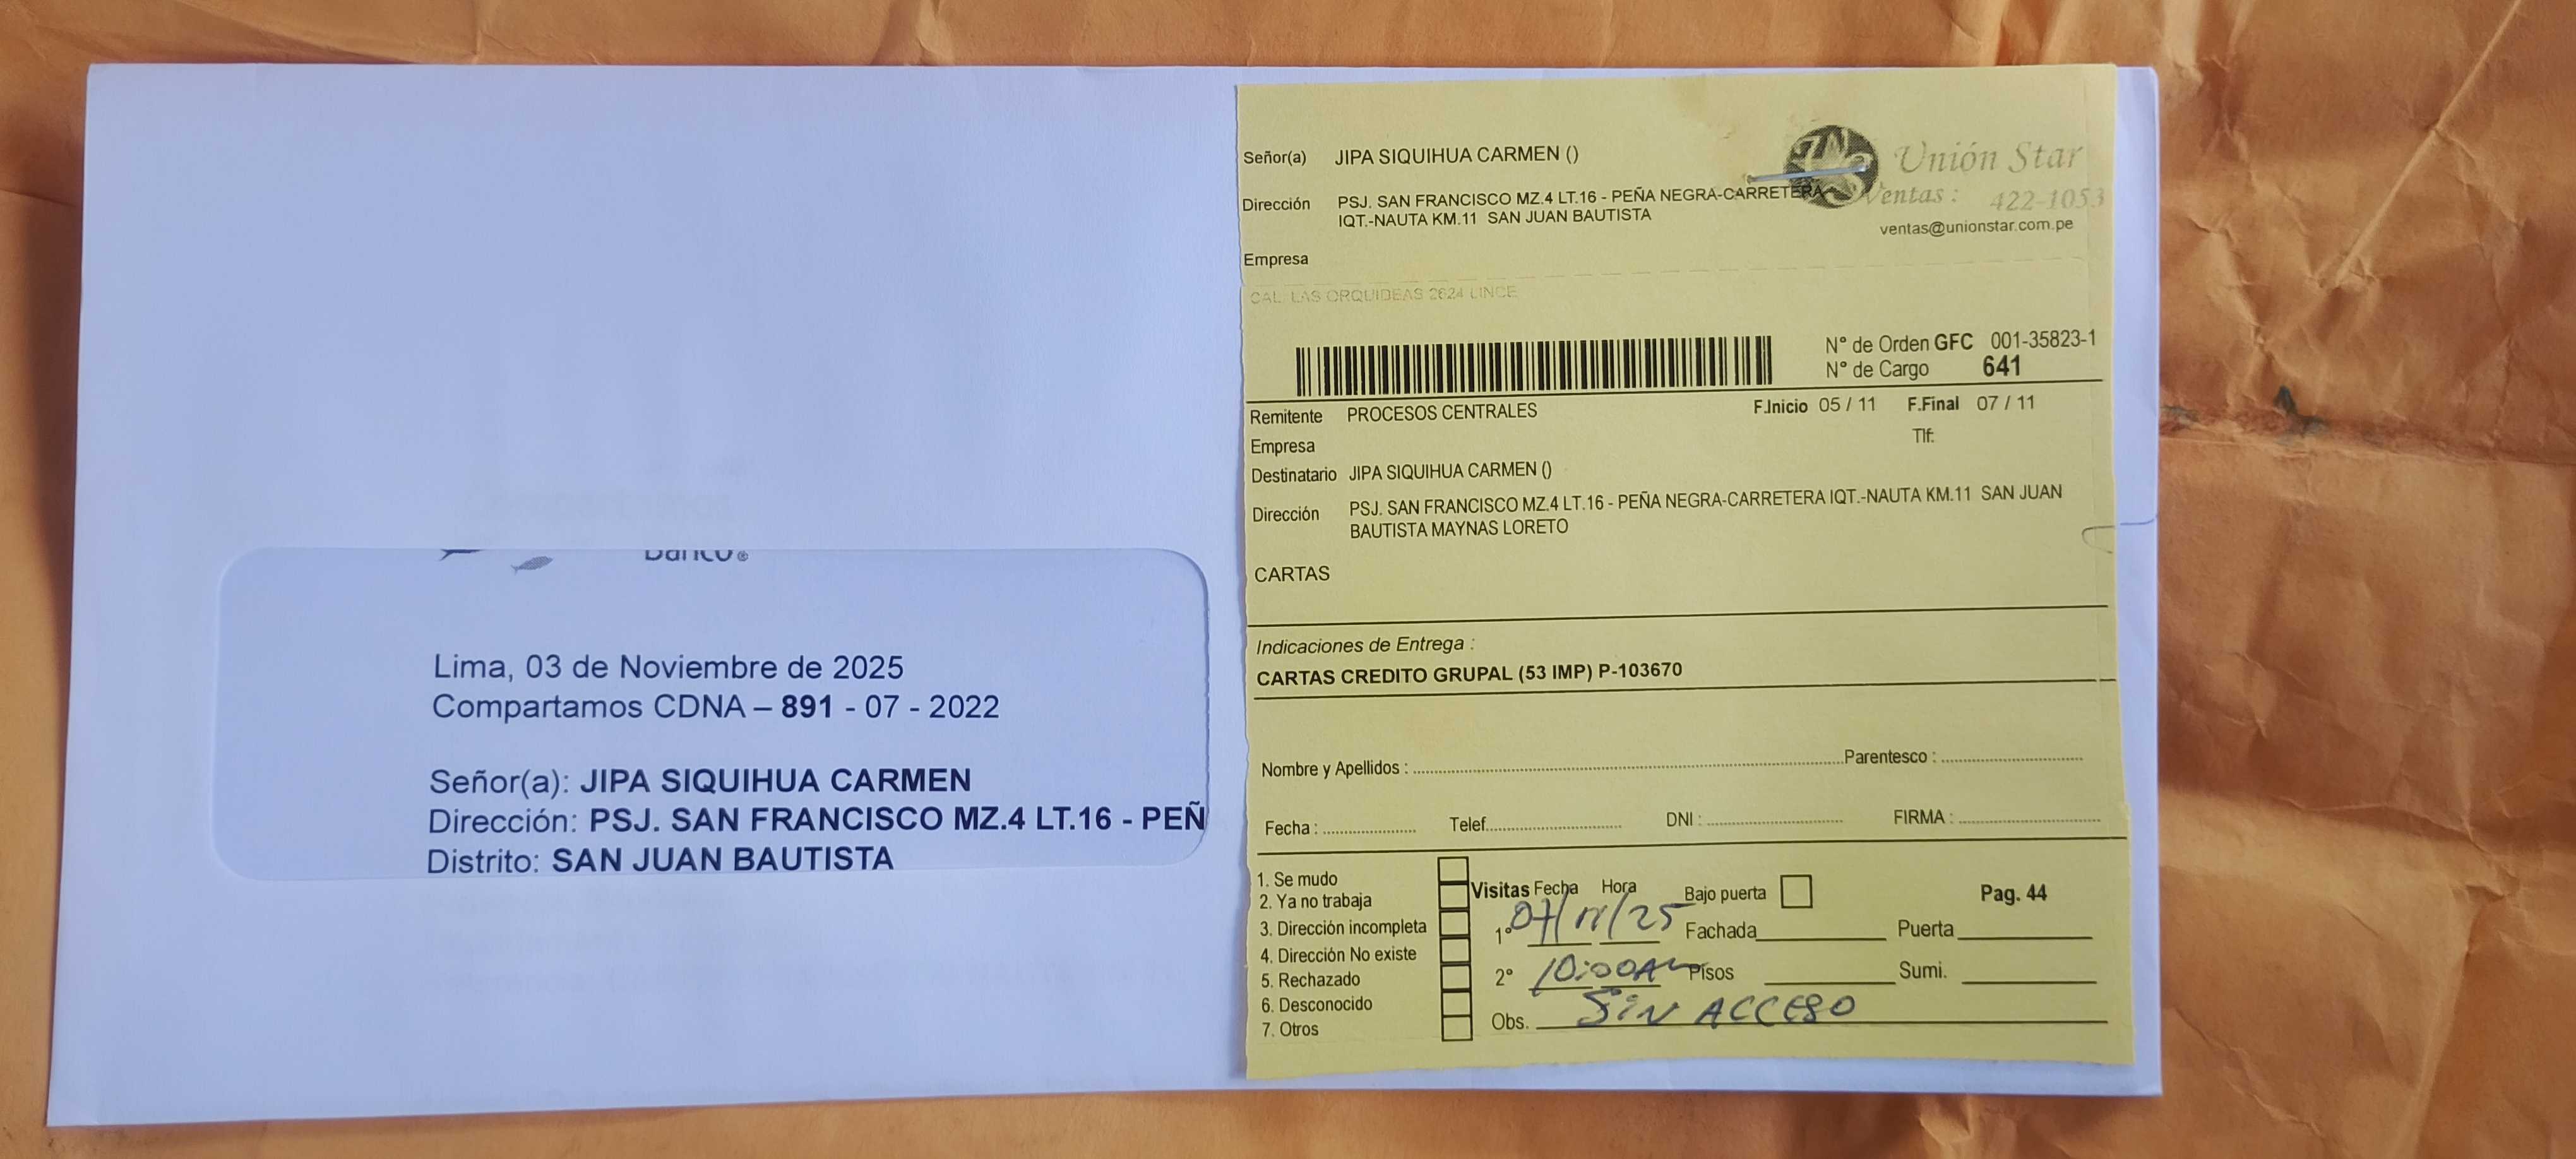 Banco®
Lima, 03 de Noviembre de 2025
Compartamos CDNA – 891 - 07 - 2022
Señor(a): JIPA SIQUIHUA CARMEN
Dirección: PSJ. SAN FRANCISCO MZ.4 LT.16 - PEÑ
Distrito: SAN JUAN BAUTISTA
Señor(a) JIPA SIQUIHUA CARMEN ()
Unión Star
Dirección PSJ. SAN FRANCISCO MZ.4 LT.16 - PEÑA NEGRA-CARRETERA
IQT.-NAUTA KM.11 SAN JUAN BAUTISTA
Ventas : 422-1053
ventas@unionstar.com.pe
Empresa
CAL. LAS ORQUIDEAS 2624 LINCE
N° de Orden GFC 001-35823-1
N° de Cargo 641
Remitente PROCESOS CENTRALES F.Inicio 05 / 11 F.Final 07 / 11
Empresa Tlf:
Destinatario JIPA SIQUIHUA CARMEN ()
Dirección PSJ. SAN FRANCISCO MZ.4 LT.16 - PEÑA NEGRA-CARRETERA IQT.-NAUTA KM.11 SAN JUAN
BAUTISTA MAYNAS LORETO
CARTAS
Indicaciones de Entrega :
CARTAS CREDITO GRUPAL (53 IMP) P-103670
Nombre y Apellidos : Parentesco :
Fecha : Telef. DNI : FIRMA :
1. Se mudo
2. Ya no trabaja
3. Dirección incompleta
4. Dirección No existe
5. Rechazado
6. Desconocido
7. Otros
Visitas Fecha Hora Bajo puerta Pag. 44
1° 07/11/25 Fachada Puerta
2° 10:00AM Pisos Sumi.
Obs. SIN ACCESO